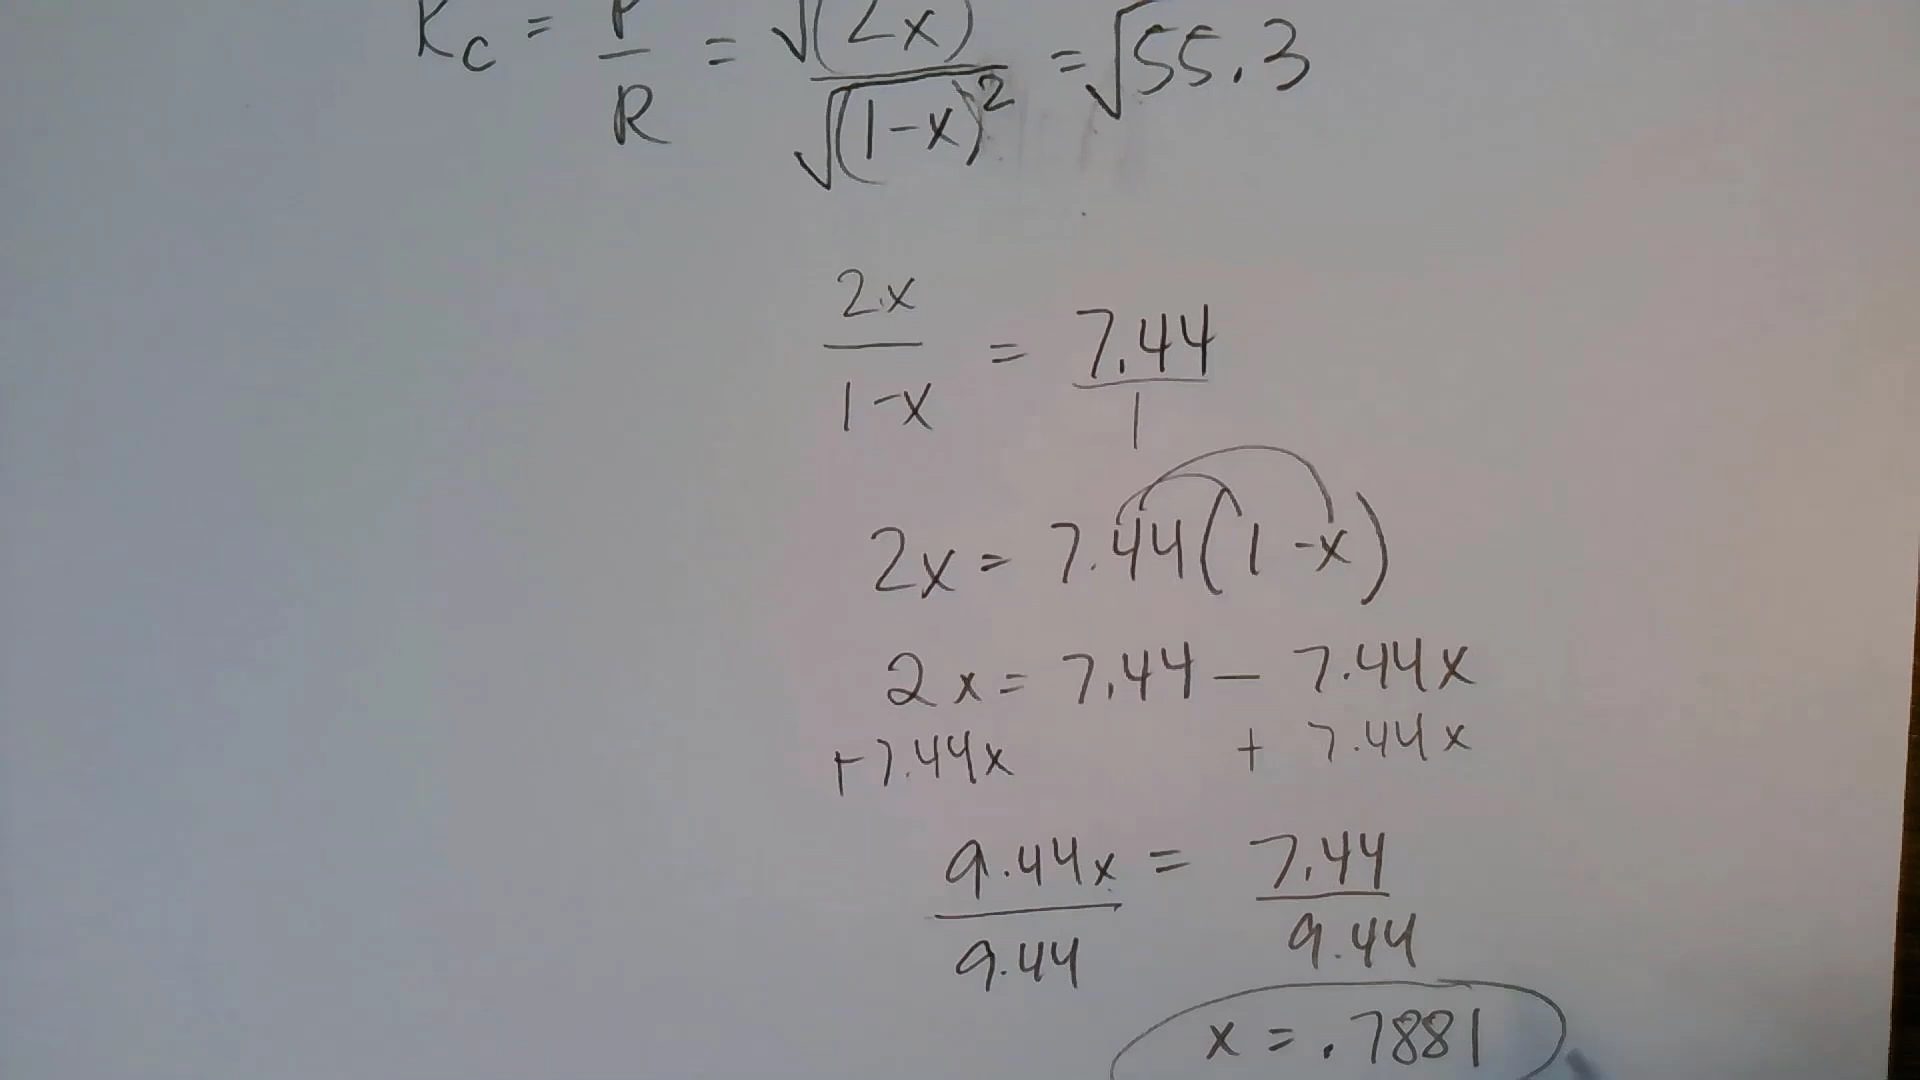 Kc = P/R = √(2x) / √(1-x)² = √55.3
2x / 1-x = 7.44 / 1
2x = 7.44(1-x)
2x = 7.44 - 7.44x
+7.44x + 7.44x
9.44x / 9.44 = 7.44 / 9.44
x = .7881